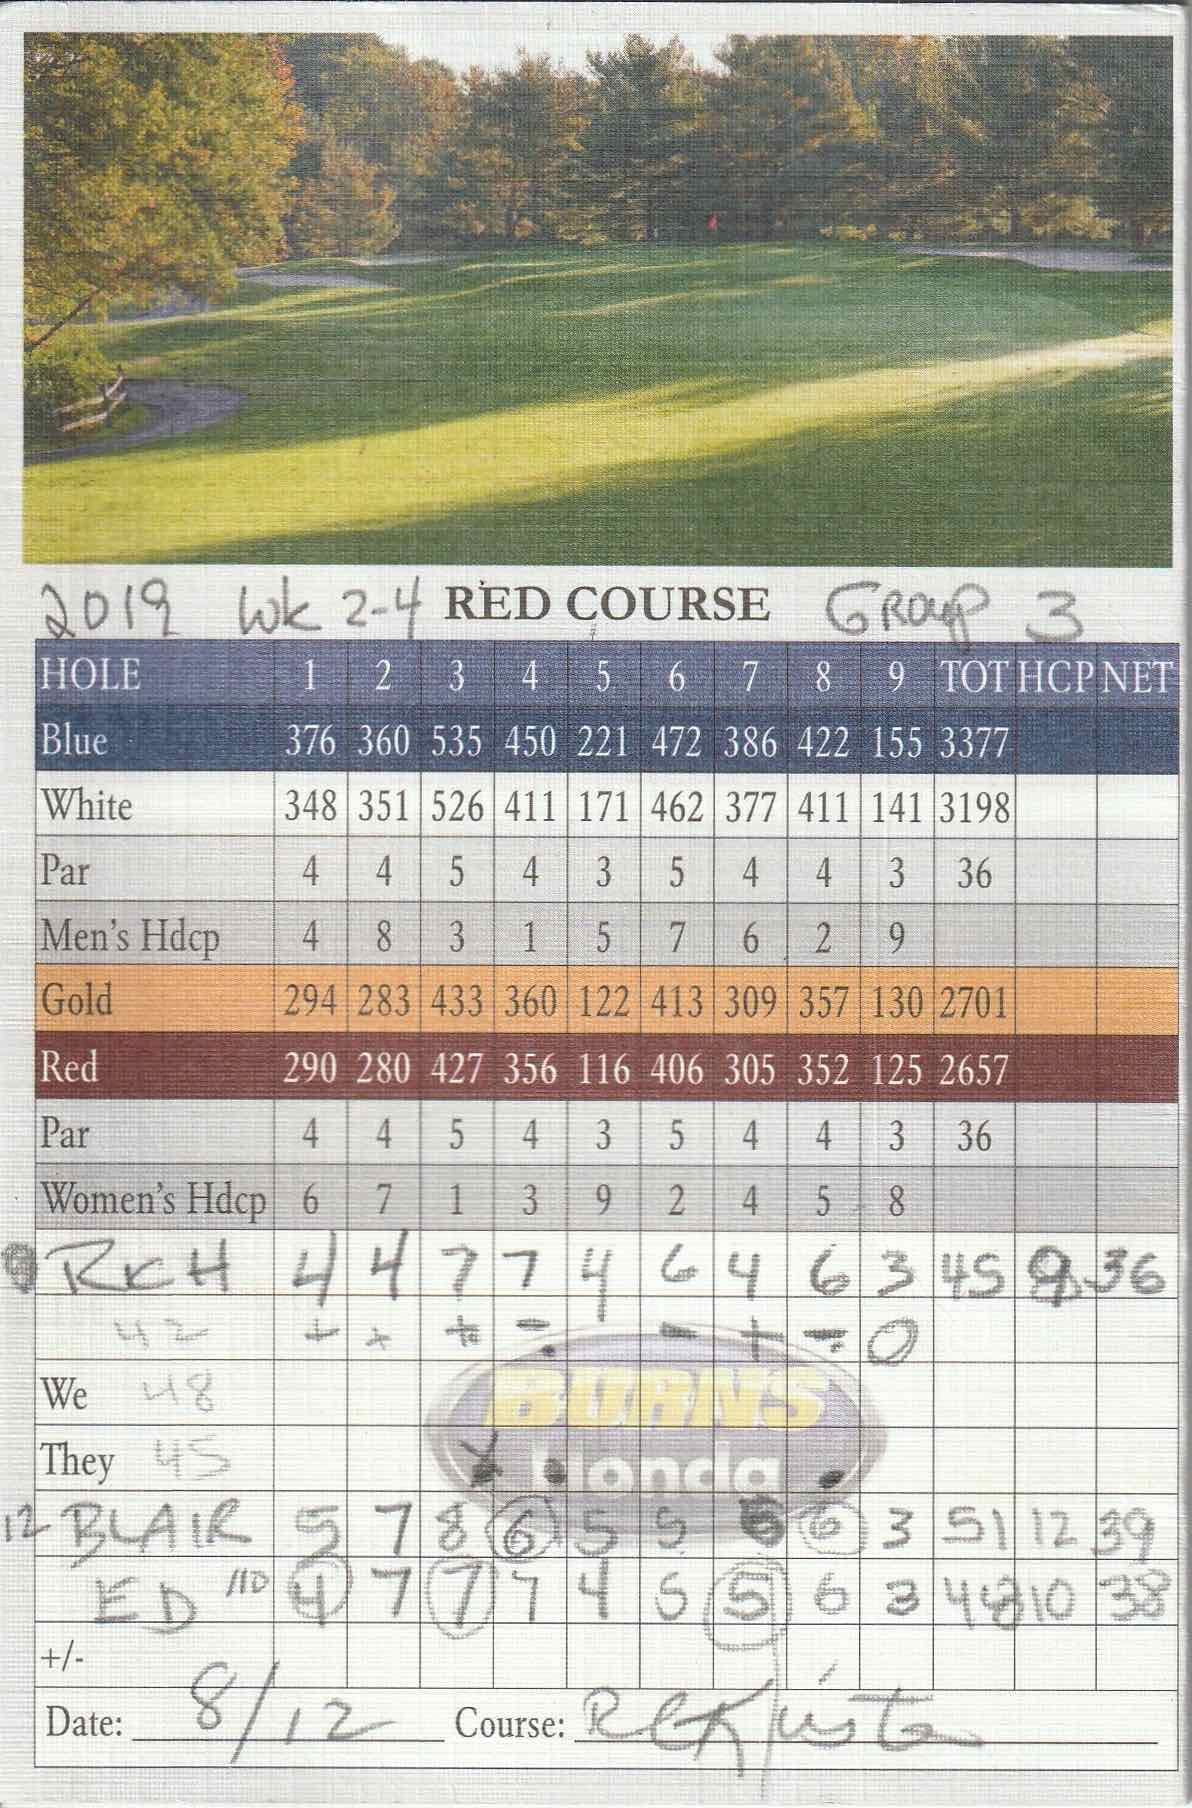 2019 Wk 2-4 RED COURSE GROUP 3
HOLE 1 2 3 4 5 6 7 8 9 TOT HCP NET
Blue 376 360 535 450 221 472 386 422 155 3377
White 348 351 526 411 171 462 377 411 141 3198
Par 4 4 5 4 3 5 4 4 3 36
Men's Hdcp 4 8 3 1 5 7 6 2 9
Gold 294 283 433 360 122 413 309 357 130 2701
Red 290 280 427 356 116 406 305 352 125 2657
Par 4 4 5 4 3 5 4 4 3 36
Women's Hdcp 6 7 1 3 9 2 4 5 8
RICH 4 4 7 7 4 6 4 6 3 45 9 36
42 + + + - - + - 0
BURNS
We 48
They 45
Honda
12 BLAIR 5 7 8 6 5 5 6 6 3 51 12 39
ED 110 4 7 7 7 4 5 5 6 3 48 10 38
+/-
Date: 8/12 Course: